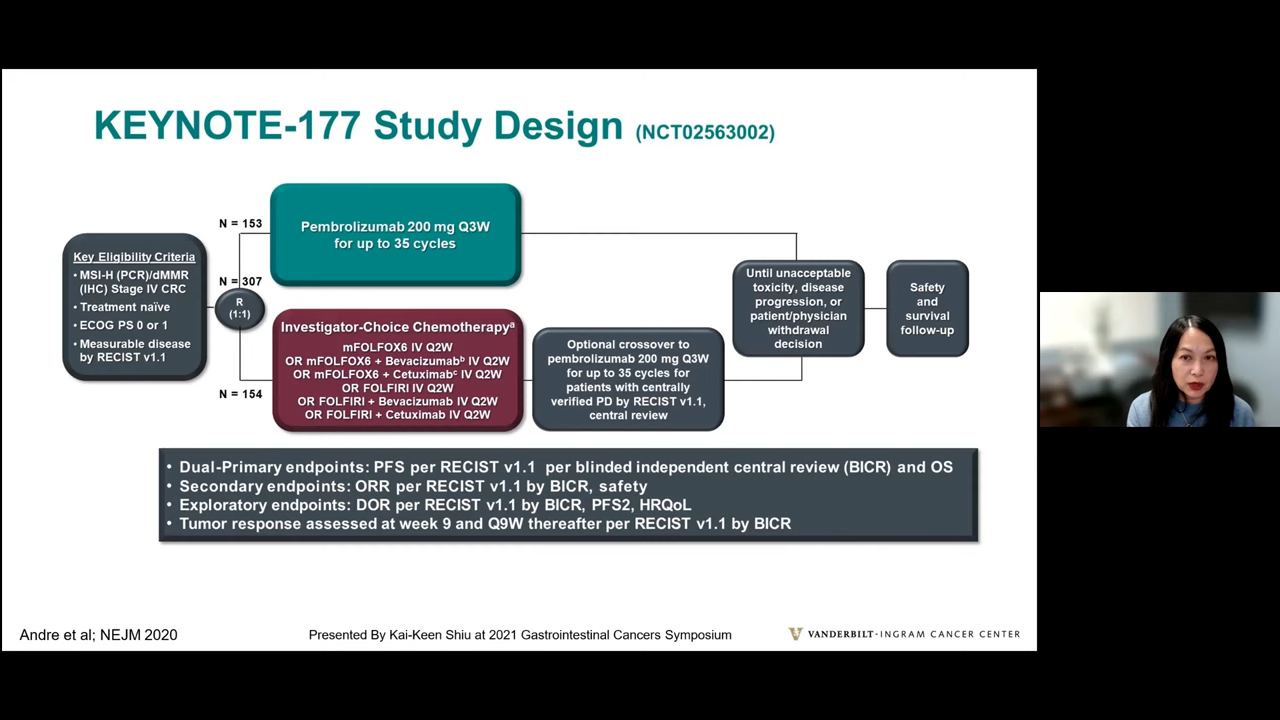 KEYNOTE-177 Study Design (NCT02563002)
N = 153
Pembrolizumab 200 mg Q3W
for up to 35 cycles
Key Eligibility Criteria
• MSI-H (PCR)/dMMR
(IHC) Stage IV CRC
• Treatment naïve
• ECOG PS 0 or 1
• Measurable disease
by RECIST v1.1
N = 307
R
(1:1)
N = 154
Investigator-Choice Chemotherapyᵃ
mFOLFOX6 IV Q2W
OR mFOLFOX6 + Bevacizumabᵇ IV Q2W
OR mFOLFOX6 + Cetuximabᶜ IV Q2W
OR FOLFIRI IV Q2W
OR FOLFIRI + Bevacizumab IV Q2W
OR FOLFIRI + Cetuximab IV Q2W
Optional crossover to
pembrolizumab 200 mg Q3W
for up to 35 cycles for
patients with centrally
verified PD by RECIST v1.1,
central review
Until unacceptable
toxicity, disease
progression, or
patient/physician
withdrawal
decision
Safety
and
survival
follow-up
• Dual-Primary endpoints: PFS per RECIST v1.1 per blinded independent central review (BICR) and OS
• Secondary endpoints: ORR per RECIST v1.1 by BICR, safety
• Exploratory endpoints: DOR per RECIST v1.1 by BICR, PFS2, HRQoL
• Tumor response assessed at week 9 and Q9W thereafter per RECIST v1.1 by BICR
Andre et al; NEJM 2020
Presented By Kai-Keen Shiu at 2021 Gastrointestinal Cancers Symposium
VANDERBILT-INGRAM CANCER CENTER